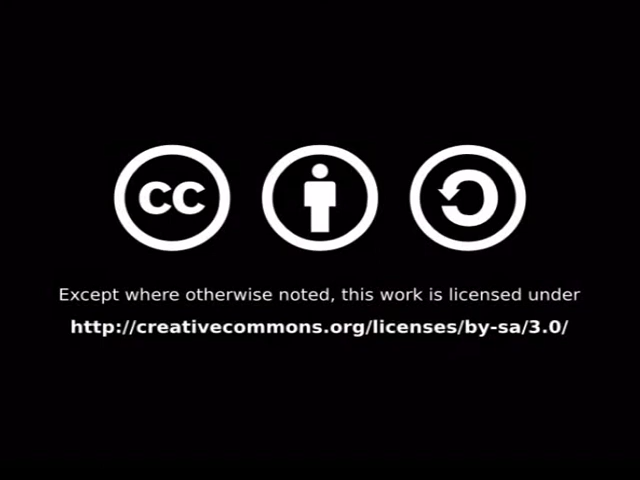 cc
Except where otherwise noted, this work is licensed under
http://creativecommons.org/licenses/by-sa/3.0/